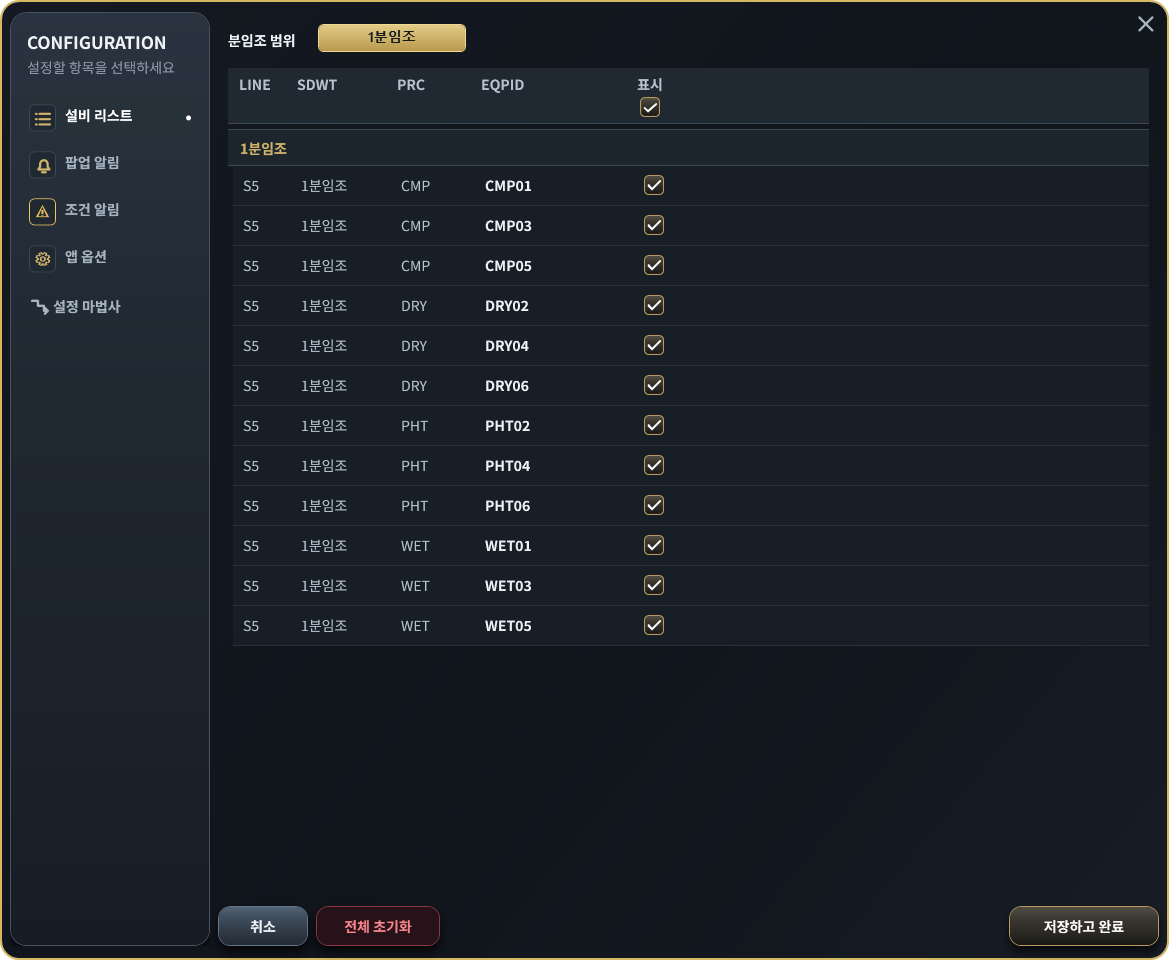 CONFIGURATION
설정할 항목을 선택하세요
설비 리스트
팝업 알림
조건 알림
앱 옵션
설정 마법사
분임조 범위 1분임조
LINE SDWT PRC EQPID 표시
1분임조
S5 1분임조 CMP CMP01
S5 1분임조 CMP CMP03
S5 1분임조 CMP CMP05
S5 1분임조 DRY DRY02
S5 1분임조 DRY DRY04
S5 1분임조 DRY DRY06
S5 1분임조 PHT PHT02
S5 1분임조 PHT PHT04
S5 1분임조 PHT PHT06
S5 1분임조 WET WET01
S5 1분임조 WET WET03
S5 1분임조 WET WET05
취소 전체 초기화 저장하고 완료